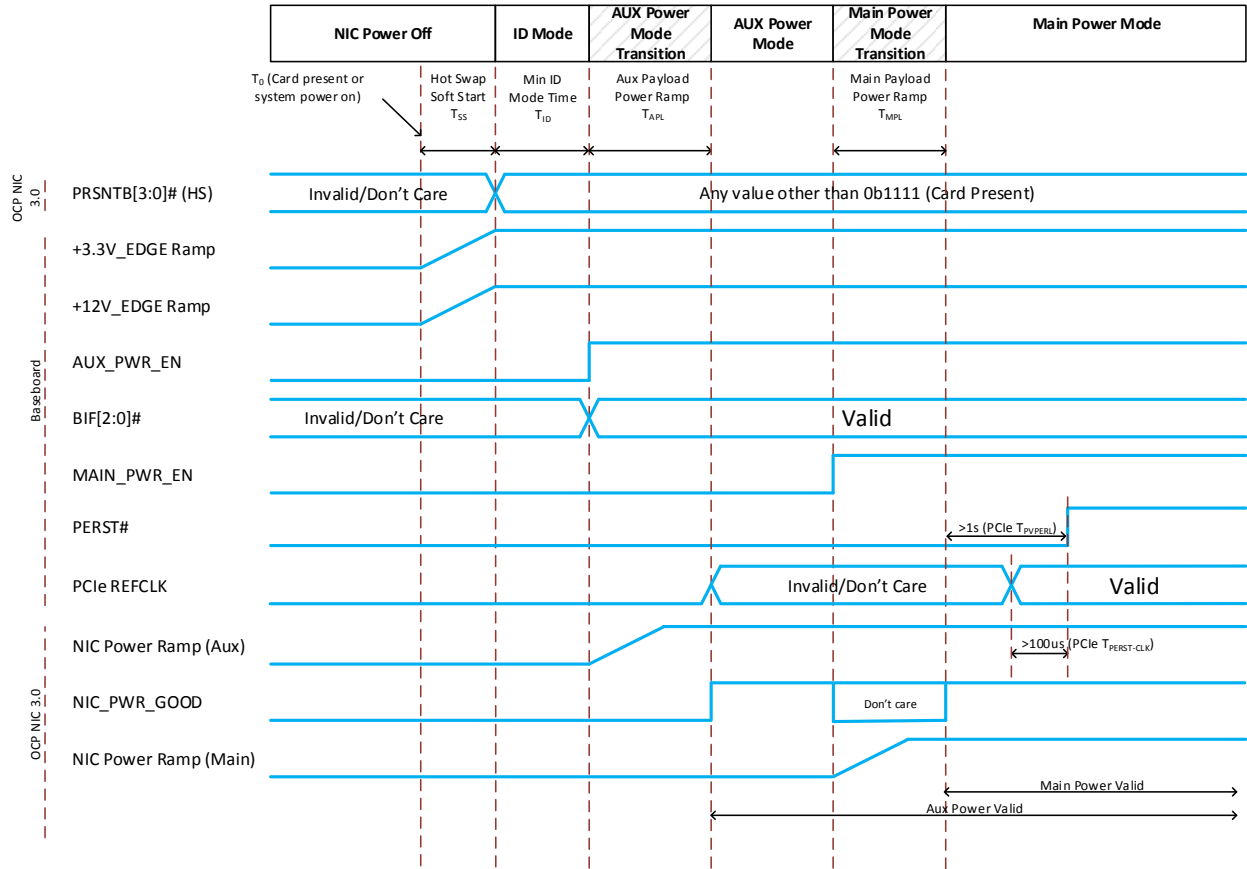 NIC Power Off
ID Mode
AUX Power
Mode
Transition
AUX Power
Mode
Main Power
Mode
Transition
Main Power Mode
T0 (Card present or
system power on)
Hot Swap
Soft Start
TSS
Min ID
Mode Time
TID
Aux Payload
Power Ramp
TAPL
Main Payload
Power Ramp
TMPL
OCP NIC
3.0
PRSNTB[3:0]# (HS)
Invalid/Don't Care
Any value other than 0b1111 (Card Present)
Baseboard
+3.3V_EDGE Ramp
+12V_EDGE Ramp
AUX_PWR_EN
BIF[2:0]#
Invalid/Don't Care
Valid
MAIN_PWR_EN
PERST#
>1s (PCIe TPVPERL)
PCIe REFCLK
Invalid/Don't Care
Valid
OCP NIC 3.0
NIC Power Ramp (Aux)
>100us (PCIe TPERST-CLK)
NIC_PWR_GOOD
Don't care
NIC Power Ramp (Main)
Main Power Valid
Aux Power Valid